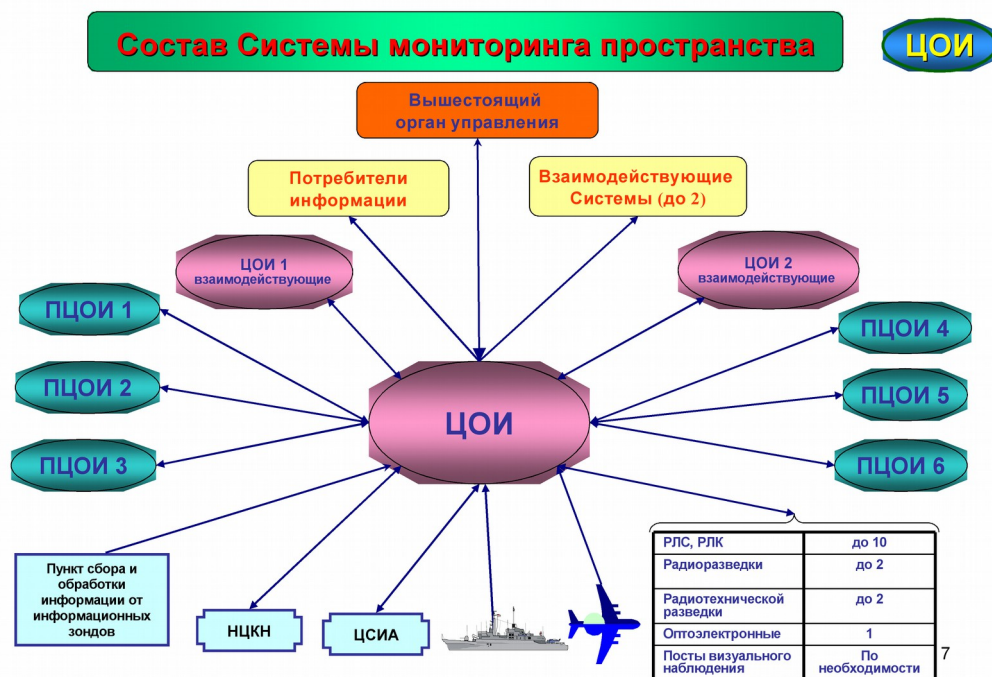 Состав Системы мониторинга пространства
ЦОИ
Вышестоящий
орган управления
Потребители
информации
Взаимодействующие
Системы (до 2)
ЦОИ 1
взаимодействующие
ЦОИ 2
взаимодействующие
ПЦОИ 1
ПЦОИ 2
ПЦОИ 3
ЦОИ
ПЦОИ 4
ПЦОИ 5
ПЦОИ 6
Пункт сбора и
обработки
информации от
информационных
зондов
НЦКН
ЦСИА
РЛС, РЛК до 10
Радиоразведки до 2
Радиотехнической
разведки до 2
Оптоэлектронные 1
Посты визуального По
наблюдения необходимости
7